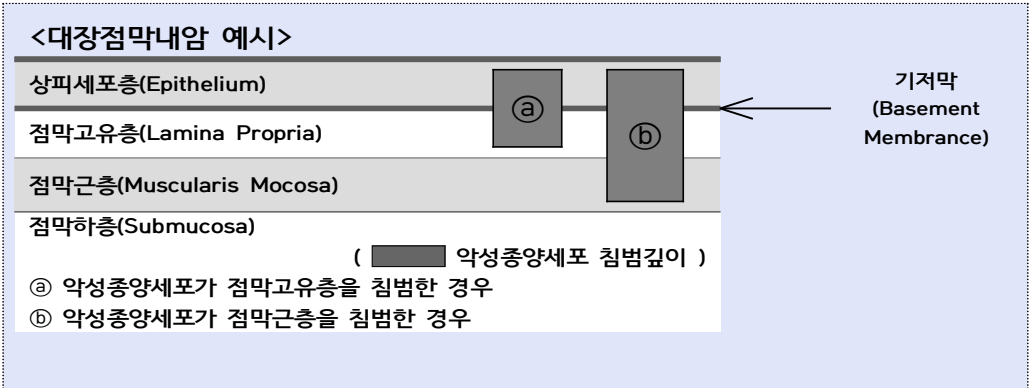 <대장점막내암 예시>
상피세포층(Epithelium)
ⓐ
ⓑ
기저막
(Basement
Membrance)
점막고유층(Lamina Propria)
점막근층(Muscularis Mocosa)
점막하층(Submucosa)
( 악성종양세포 침범깊이 )
ⓐ 악성종양세포가 점막고유층을 침범한 경우
ⓑ 악성종양세포가 점막근층을 침범한 경우